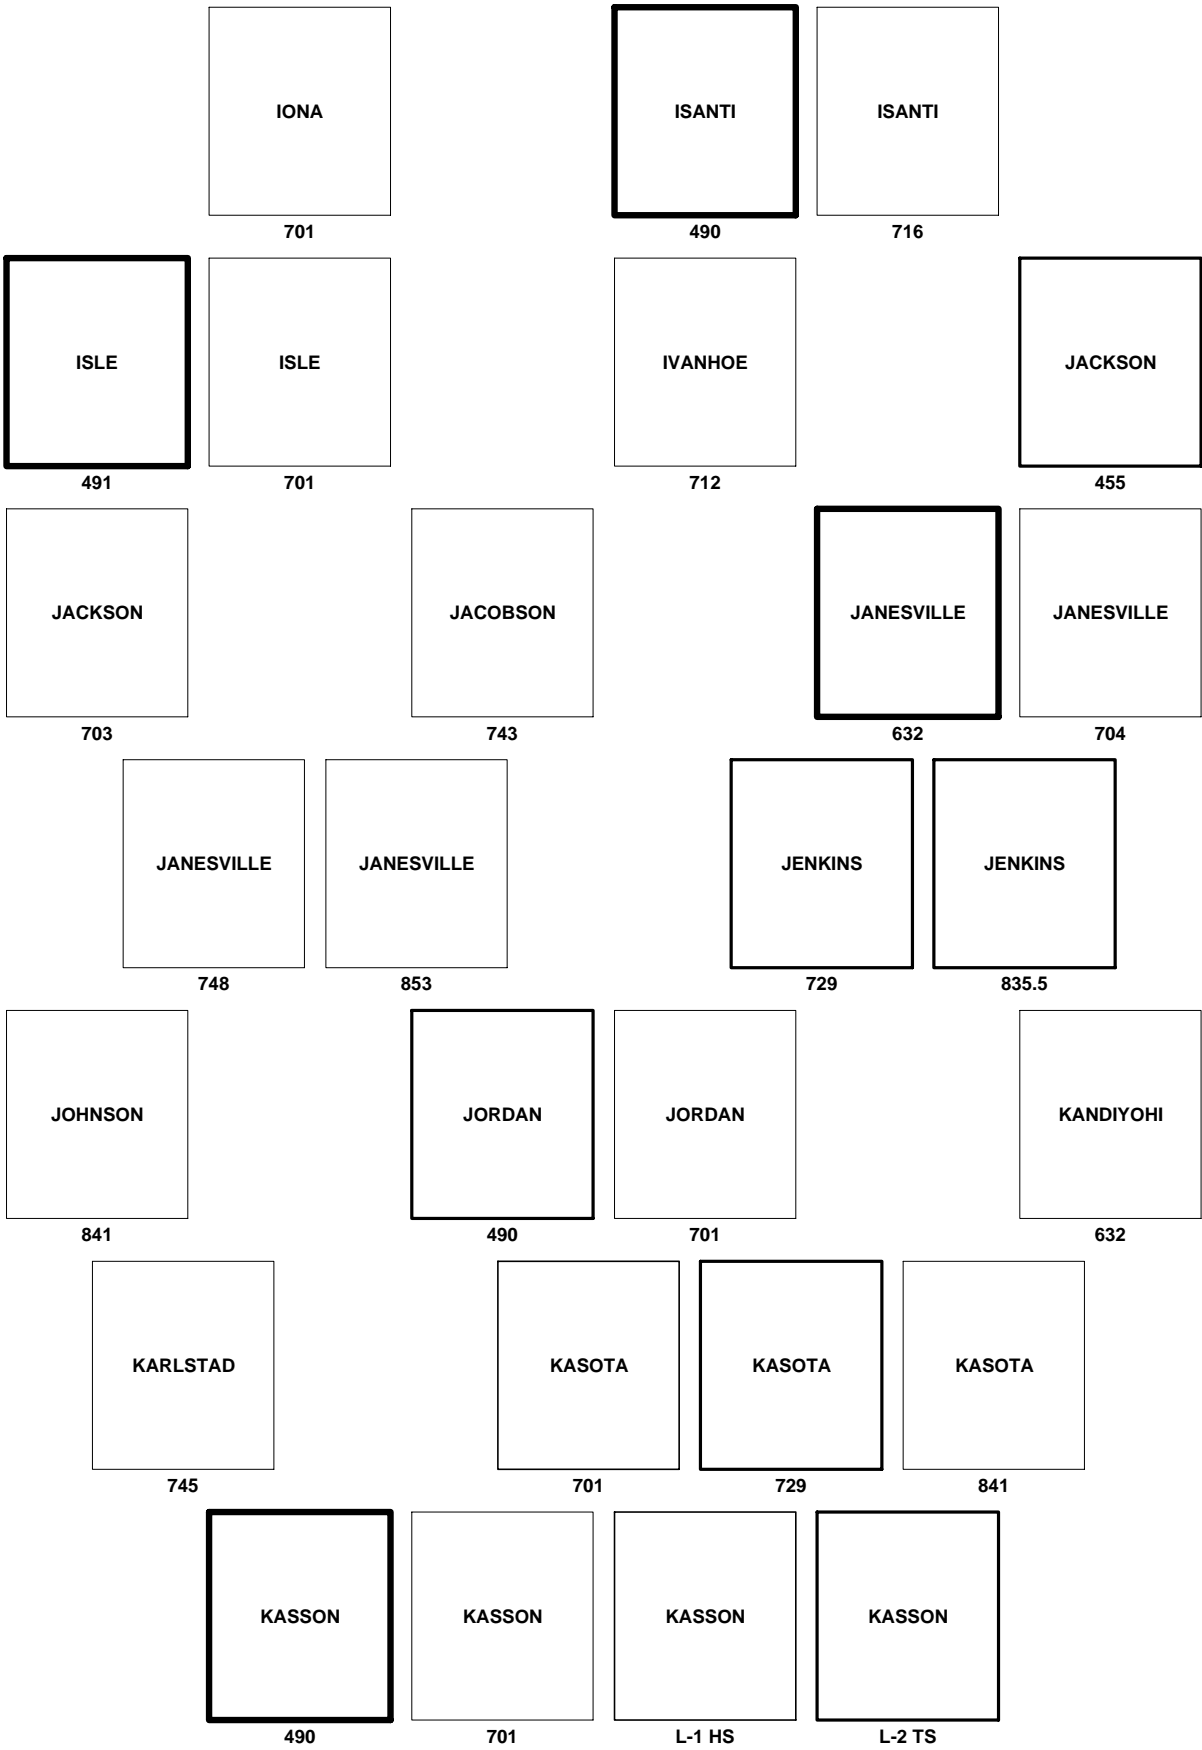 IONA
ISANTI
ISANTI
701
490
716
ISLE
ISLE
IVANHOE
JACKSON
491
701
712
455
JACKSON
JACOBSON
JANESVILLE
JANESVILLE
703
743
632
704
JANESVILLE
JANESVILLE
JENKINS
JENKINS
748
853
729
835.5
JOHNSON
JORDAN
JORDAN
KANDIYOHI
841
490
701
632
KARLSTAD
KASOTA
KASOTA
KASOTA
745
701
729
841
KASSON
KASSON
KASSON
KASSON
490
701
L-1 HS
L-2 TS